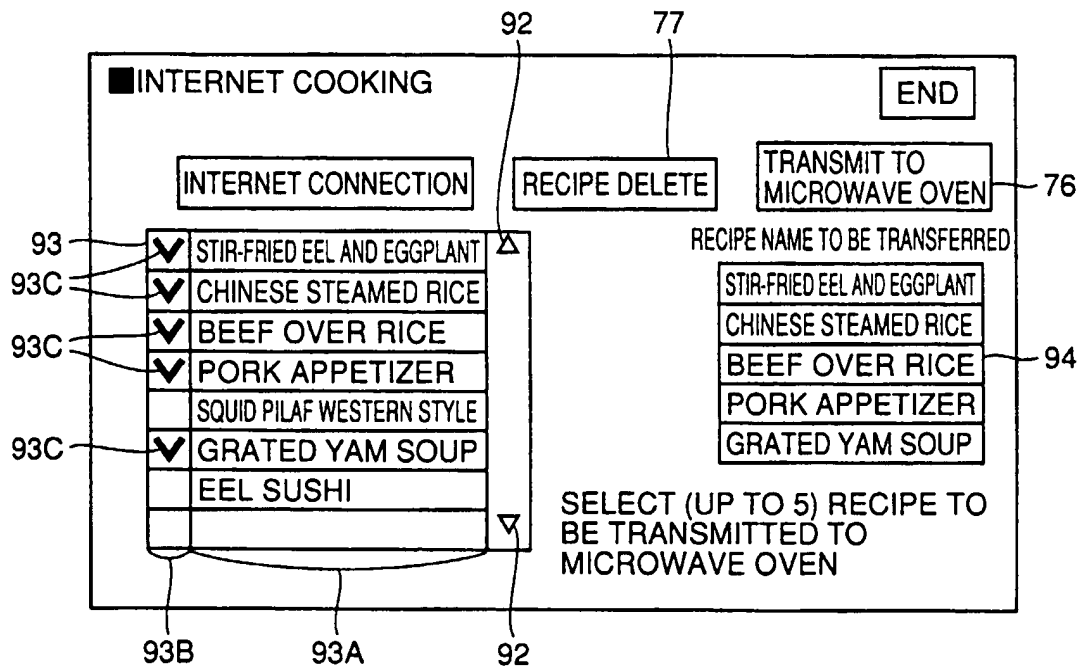 92
77
■INTERNET COOKING
END
INTERNET CONNECTION
RECIPE DELETE
TRANSMIT TO
MICROWAVE OVEN
76
93
STIR-FRIED EEL AND EGGPLANT
93C
CHINESE STEAMED RICE
93C
BEEF OVER RICE
PORK APPETIZER
SQUID PILAF WESTERN STYLE
93C
GRATED YAM SOUP
EEL SUSHI
RECIPE NAME TO BE TRANSFERRED
STIR-FRIED EEL AND EGGPLANT
CHINESE STEAMED RICE
BEEF OVER RICE
94
PORK APPETIZER
GRATED YAM SOUP
SELECT (UP TO 5) RECIPE TO
BE TRANSMITTED TO
MICROWAVE OVEN
93B
93A
92